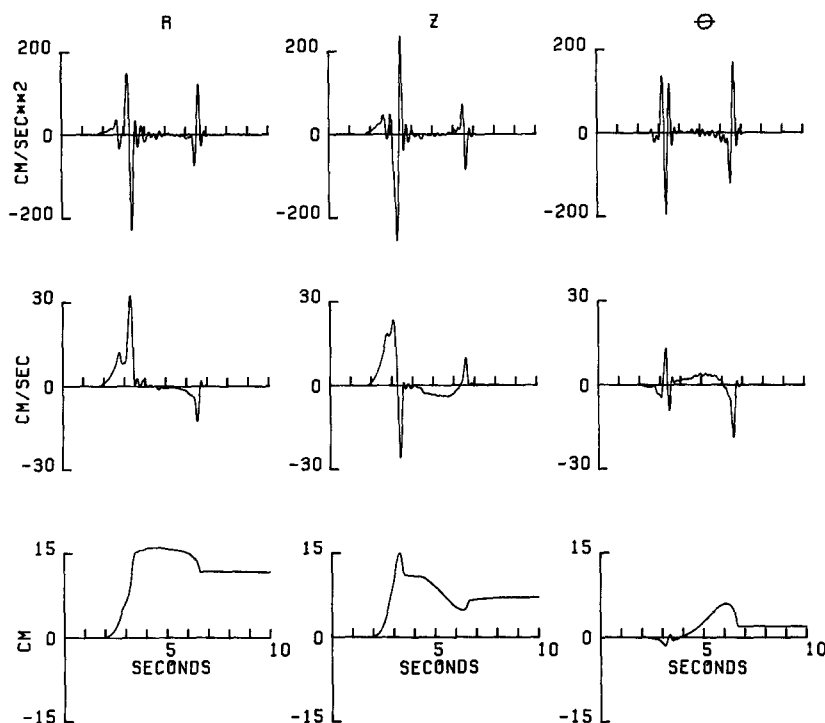 R Z Θ
200 200 200
CM/SEC**2
0 0 0
-200 -200 -200
30 30 30
CM/SEC
0 0 0
-30 -30 -30
15 15 15
CM
0 0 0
5 10 5 10 5 10
SECONDS SECONDS SECONDS
-15 -15 -15